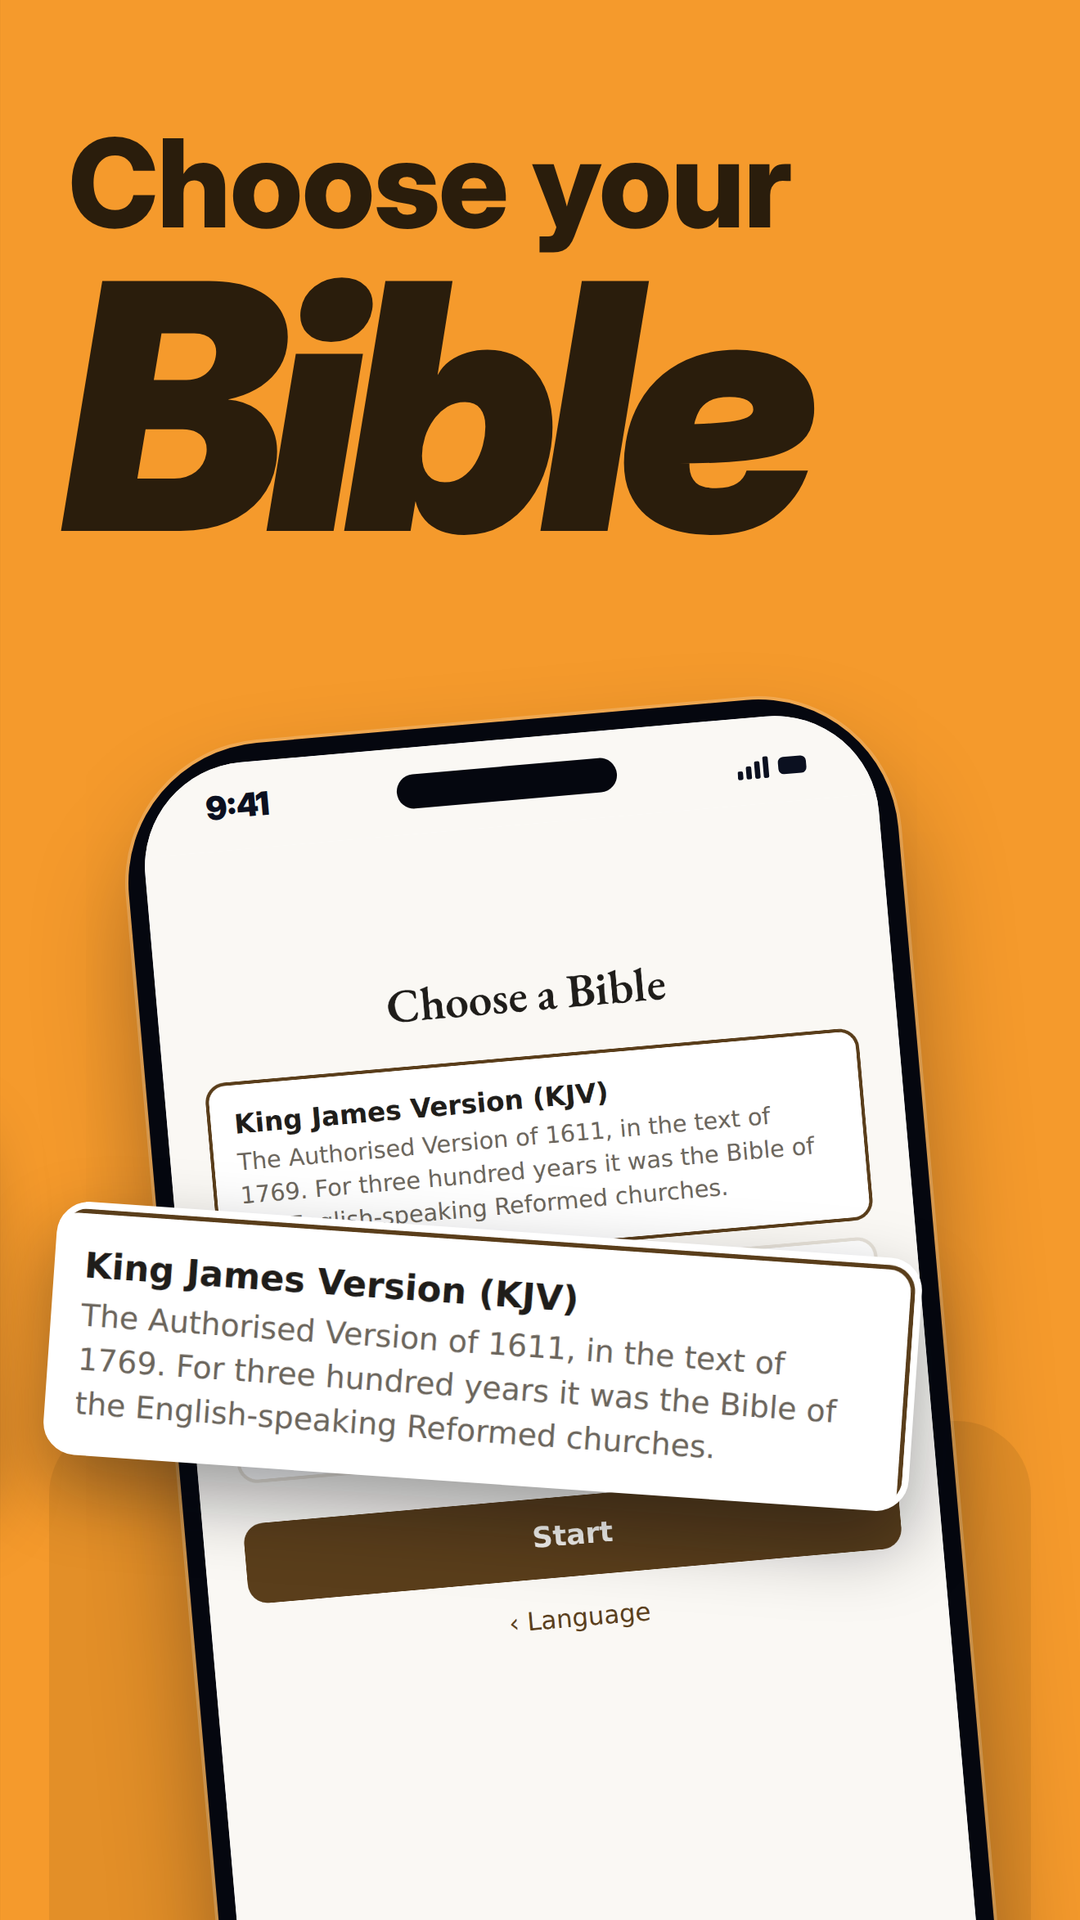 Choose your
Bible
9:41
Choose a Bible
King James Version (KJV)
The Authorised Version of 1611, in the text of
1769. For three hundred years it was the Bible of
English-speaking Reformed churches.
King James Version (KJV)
The Authorised Version of 1611, in the text of
1769. For three hundred years it was the Bible of
the English-speaking Reformed churches.
Start
‹ Language